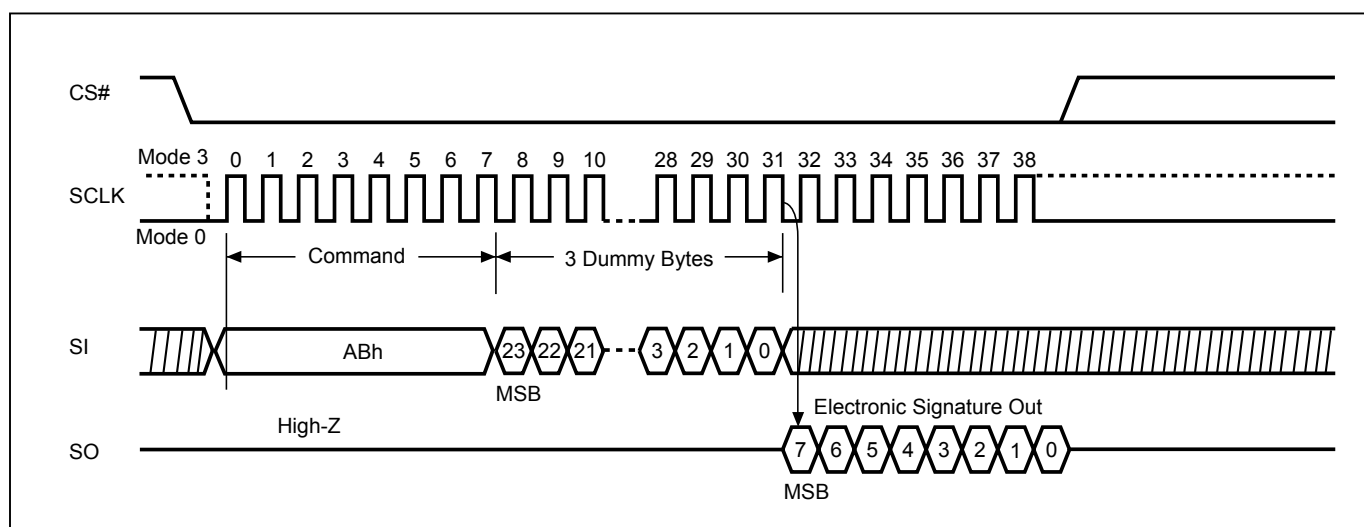 CS#
Mode 3
0 1 2 3 4 5 6 7 8 9 10 28 29 30 31 32 33 34 35 36 37 38
SCLK
Mode 0
Command 3 Dummy Bytes
SI
ABh 23 22 21 3 2 1 0
MSB
Electronic Signature Out
High-Z
SO
7 6 5 4 3 2 1 0
MSB